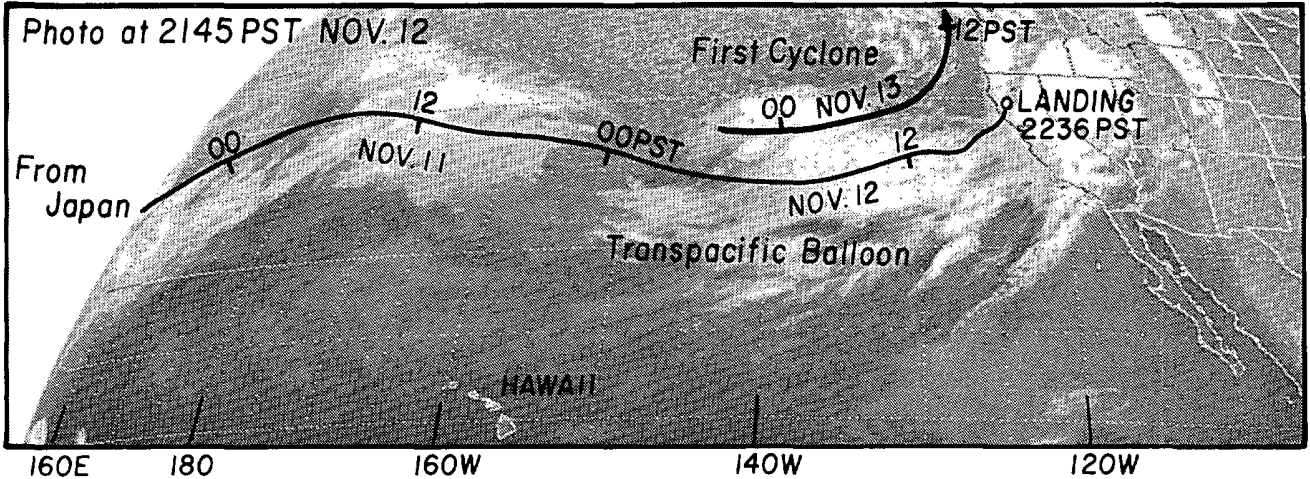 Photo at 2145 PST NOV. 12
First Cyclone
12PST
00 NOV. 13
LANDING
2236 PST
12
00
00PST
12
NOV. 11
From
Japan
NOV. 12
Transpacific Balloon
HAWAII
160E 180 160W 140W 120W